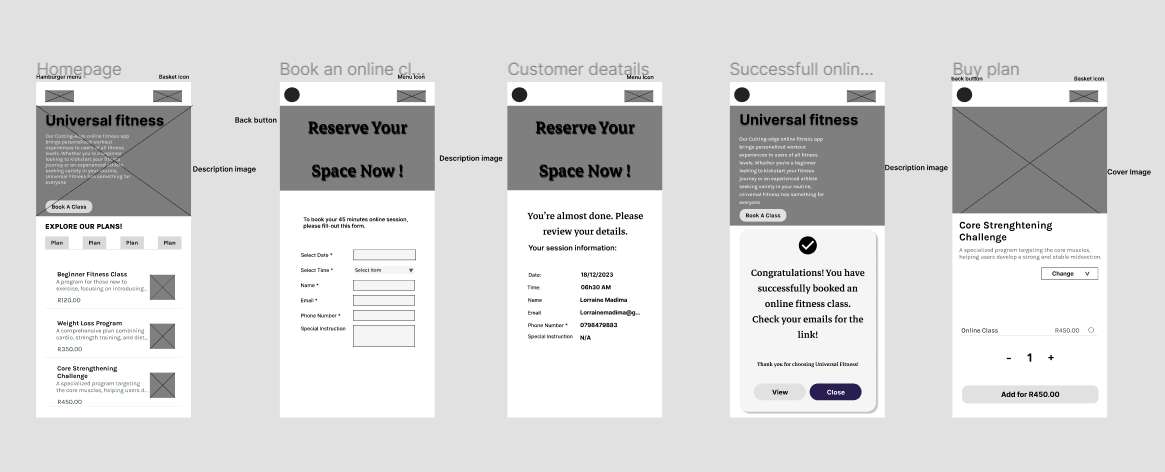 Homepage
Hamburger menu
Basket icon
Universal fitness
Our Cutting-edge online fitness app
brings personalized workout
experiences to users of all fitness
levels. Whether you're a beginner
looking to kickstart your fitness
journey or an experienced athlete
seeking variety in your routine,
Universal Fitness has something for
everyone
Book A Class
Description image
EXPLORE OUR PLANS!
Plan
Plan
Plan
Plan
Beginner Fitness Class
A program for those new to
exercise, focusing on introducing...
R120.00
Weight Loss Program
A comprehensive plan combining
cardio, strength training, and diet...
R350.00
Core Strengthening
Challenge
A specialized program targeting
the core muscles, helping users d...
R450.00
Book an online cl...
Menu Icon
Back button
Reserve Your
Space Now !
Description image
To book your 45 minutes online session,
please fill-out this form.
Select Date *
Select Time *
Select Item
Name *
Email *
Phone Number *
Special Instruction
Customer deatails
Menu Icon
Reserve Your
Space Now !
You're almost done. Please
review your details.
Your session information:
Date:
18/12/2023
Time:
06h30 AM
Name
Lorraine Madima
Email
Lorrainemadima@g...
Phone Number *
0798479883
Special Instruction
N/A
Successfull onlin...
Universal fitness
Our Cutting-edge online fitness app
brings personalized workout
experiences to users of all fitness
levels. Whether you're a beginner
looking to kickstart your fitness
journey or an experienced athlete
seeking variety in your routine,
Universal Fitness has something for
everyone
Book A Class
Description image
Congratulations! You have
successfully booked an
online fitness class.
Check your emails for the
link!
Thank you for choosing Universal Fitness!
View
Close
Buy plan
back button
Basket icon
Cover Image
Core Strenghtening
Challenge
A specialized program targeting the core muscles,
helping users develop a strong and stable midsection.
Change
V
Online Class
R450.00
- 1 +
Add for R450.00